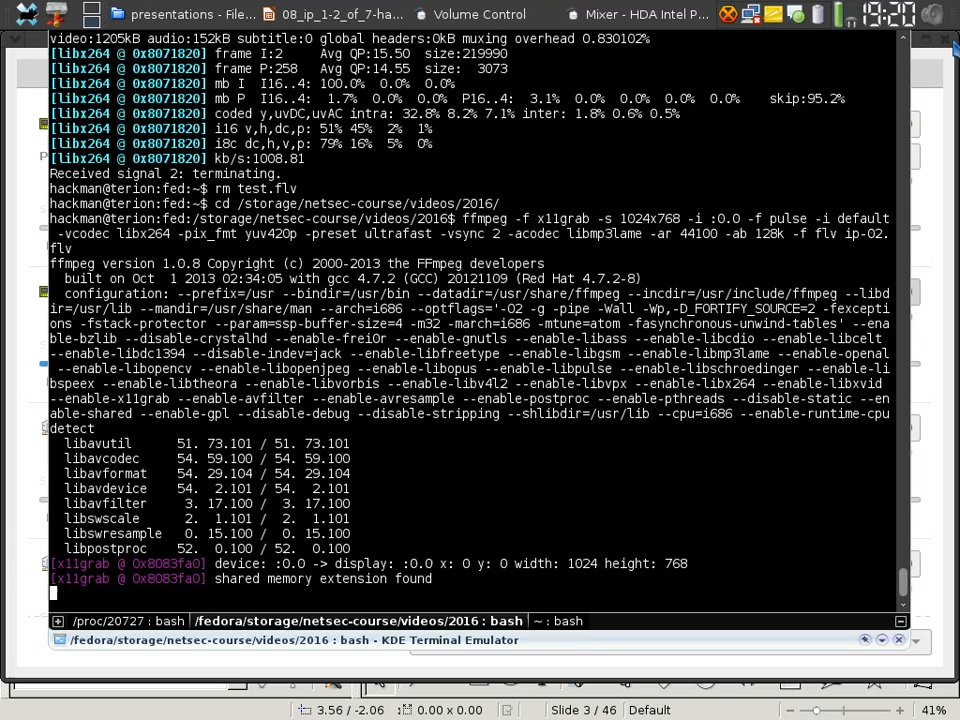 presentations - File...
08_ip_1-2_of_7-ha...
Volume Control
Mixer - HDA Intel P...
19:20
video:1205kB audio:152kB subtitle:0 global headers:0kB muxing overhead 0.830102%
[libx264 @ 0x8071820] frame I:2     Avg QP:15.50  size:219990
[libx264 @ 0x8071820] frame P:258   Avg QP:14.55  size:  3073
[libx264 @ 0x8071820] mb I  I16..4: 100.0%  0.0%  0.0%
[libx264 @ 0x8071820] mb P  I16..4:  1.7%  0.0%  0.0%  P16..4:  3.1%  0.0%  0.0%  0.0%  0.0%    skip:95.2%
[libx264 @ 0x8071820] coded y,uvDC,uvAC intra: 32.8% 8.2% 7.1% inter: 1.8% 0.6% 0.5%
[libx264 @ 0x8071820] i16 v,h,dc,p: 51% 45%  2%  1%
[libx264 @ 0x8071820] i8c dc,h,v,p: 79% 16%  5%  0%
[libx264 @ 0x8071820] kb/s:1008.81
Received signal 2: terminating.
hackman@terion:fed:~$ rm test.flv
hackman@terion:fed:~$ cd /storage/netsec-course/videos/2016/
hackman@terion:fed:/storage/netsec-course/videos/2016$ ffmpeg -f x11grab -s 1024x768 -i :0.0 -f pulse -i default
-vcodec libx264 -pix_fmt yuv420p -preset ultrafast -vsync 2 -acodec libmp3lame -ar 44100 -ab 128k -f flv ip-02.
flv
ffmpeg version 1.0.8 Copyright (c) 2000-2013 the FFmpeg developers
  built on Oct  1 2013 02:34:05 with gcc 4.7.2 (GCC) 20121109 (Red Hat 4.7.2-8)
  configuration: --prefix=/usr --bindir=/usr/bin --datadir=/usr/share/ffmpeg --incdir=/usr/include/ffmpeg --libd
ir=/usr/lib --mandir=/usr/share/man --arch=i686 --optflags='-O2 -g -pipe -Wall -Wp,-D_FORTIFY_SOURCE=2 -fexcepti
ons -fstack-protector --param=ssp-buffer-size=4 -m32 -march=i686 -mtune=atom -fasynchronous-unwind-tables' --ena
ble-bzlib --disable-crystalhd --enable-frei0r --enable-gnutls --enable-libass --enable-libcdio --enable-libcelt
--enable-libdc1394 --disable-indev=jack --enable-libfreetype --enable-libgsm --enable-libmp3lame --enable-openal
--enable-libopencv --enable-libopenjpeg --enable-libopus --enable-libpulse --enable-libschroedinger --enable-li
bspeex --enable-libtheora --enable-libvorbis --enable-libv4l2 --enable-libvpx --enable-libx264 --enable-libxvid
--enable-x11grab --enable-avfilter --enable-avresample --enable-postproc --enable-pthreads --disable-static --en
able-shared --enable-gpl --disable-debug --disable-stripping --shlibdir=/usr/lib --cpu=i686 --enable-runtime-cpu
detect
  libavutil      51. 73.101 / 51. 73.101
  libavcodec     54. 59.100 / 54. 59.100
  libavformat    54. 29.104 / 54. 29.104
  libavdevice    54.  2.101 / 54.  2.101
  libavfilter     3. 17.100 /  3. 17.100
  libswscale      2.  1.101 /  2.  1.101
  libswresample   0. 15.100 /  0. 15.100
  libpostproc    52.  0.100 / 52.  0.100
[x11grab @ 0x8083fa0] device: :0.0 -> display: :0.0 x: 0 y: 0 width: 1024 height: 768
[x11grab @ 0x8083fa0] shared memory extension found
/proc/20727 : bash
/fedora/storage/netsec-course/videos/2016 : bash
~ : bash
/fedora/storage/netsec-course/videos/2016 : bash - KDE Terminal Emulator
3.56 / -2.06
0.00 x 0.00
Slide 3 / 46
Default
41%